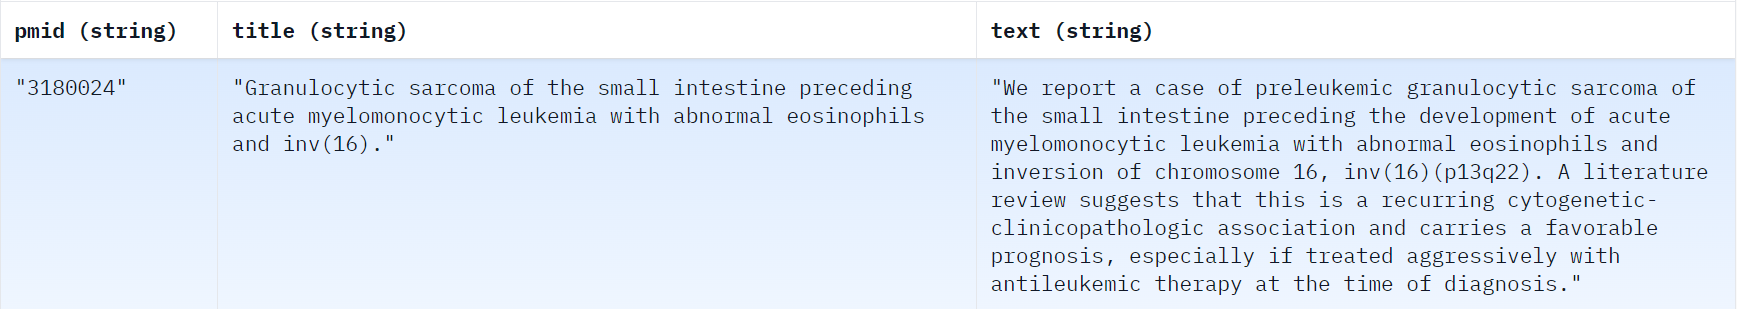 pmid (string)
title (string)
text (string)
"3180024"
"Granulocytic sarcoma of the small intestine preceding
acute myelomonocytic leukemia with abnormal eosinophils
and inv(16)."
"We report a case of preleukemic granulocytic sarcoma of
the small intestine preceding the development of acute
myelomonocytic leukemia with abnormal eosinophils and
inversion of chromosome 16, inv(16)(p13q22). A literature
review suggests that this is a recurring cytogenetic-
clinicopathologic association and carries a favorable
prognosis, especially if treated aggressively with
antileukemic therapy at the time of diagnosis."